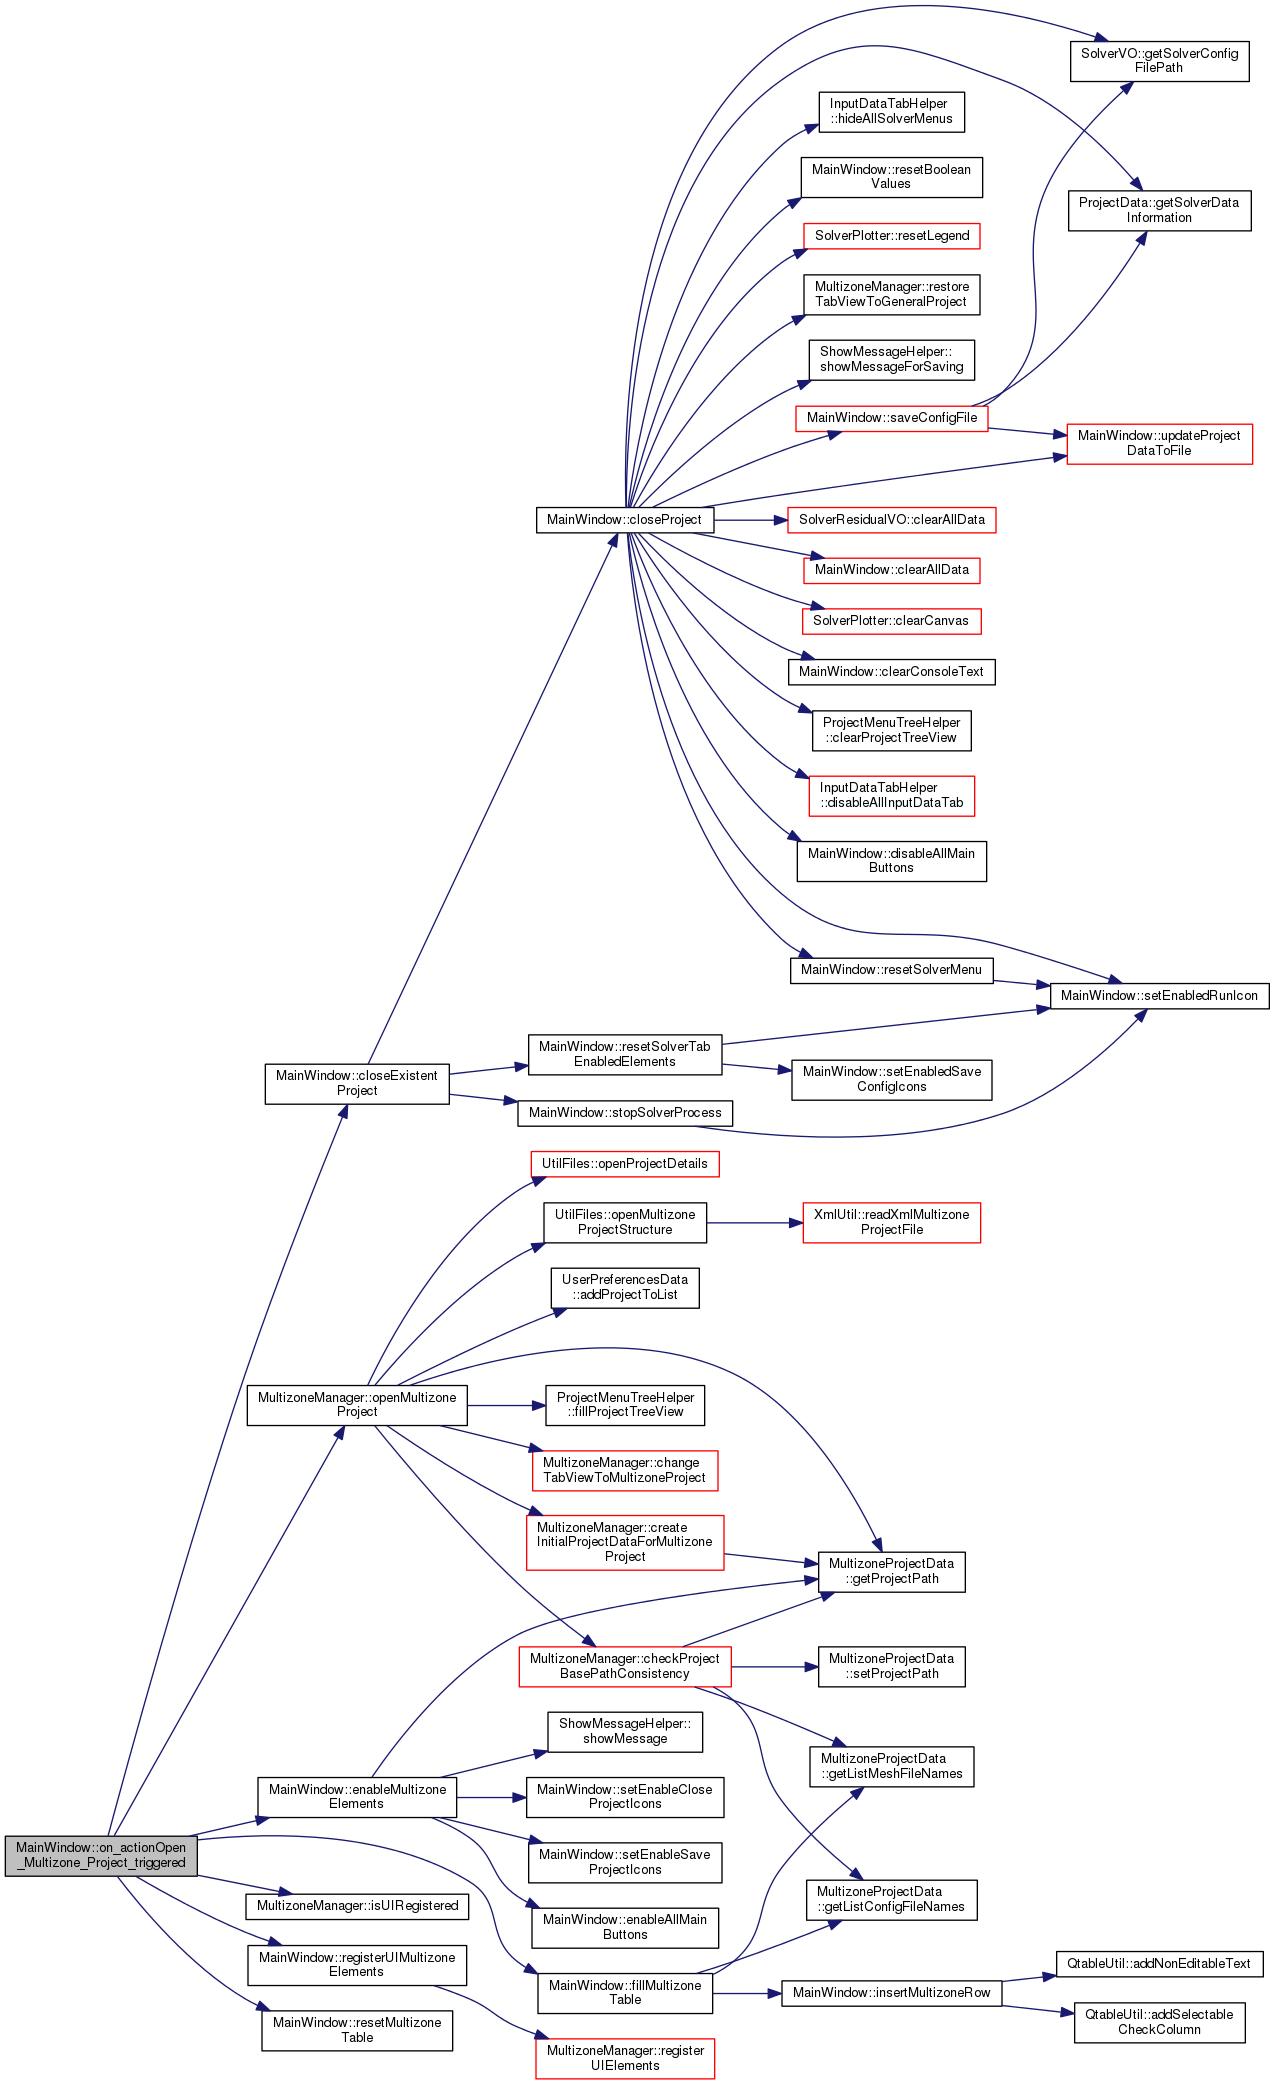 SolverVO::getSolverConfig
FilePath
InputDataTabHelper
::hideAllSolverMenus
MainWindow::resetBoolean
Values
ProjectData::getSolverData
Information
SolverPlotter::resetLegend
MultizoneManager::restore
TabViewToGeneralProject
ShowMessageHelper::
showMessageForSaving
MainWindow::saveConfigFile
MainWindow::updateProject
DataToFile
MainWindow::closeProject
SolverResidualVO::clearAllData
MainWindow::clearAllData
SolverPlotter::clearCanvas
MainWindow::clearConsoleText
ProjectMenuTreeHelper
::clearProjectTreeView
InputDataTabHelper
::disableAllInputDataTab
MainWindow::disableAllMain
Buttons
MainWindow::resetSolverMenu
MainWindow::setEnabledRunIcon
MainWindow::resetSolverTab
EnabledElements
MainWindow::setEnabledSave
ConfigIcons
MainWindow::closeExistent
Project
MainWindow::stopSolverProcess
UtilFiles::openProjectDetails
UtilFiles::openMultizone
ProjectStructure
XmlUtil::readXmlMultizone
ProjectFile
UserPreferencesData
::addProjectToList
MultizoneManager::openMultizone
Project
ProjectMenuTreeHelper
::fillProjectTreeView
MultizoneManager::change
TabViewToMultizoneProject
MultizoneManager::create
InitialProjectDataForMultizone
Project
MultizoneProjectData
::getProjectPath
MultizoneManager::checkProject
BasePathConsistency
MultizoneProjectData
::setProjectPath
ShowMessageHelper::
showMessage
MultizoneProjectData
::getListMeshFileNames
MainWindow::enableMultizone
Elements
MainWindow::setEnableClose
ProjectIcons
MainWindow::on_actionOpen
_Multizone_Project_triggered
MainWindow::setEnableSave
ProjectIcons
MultizoneManager::isUIRegistered
MainWindow::enableAllMain
Buttons
MultizoneProjectData
::getListConfigFileNames
MainWindow::registerUIMultizone
Elements
MainWindow::fillMultizone
Table
MainWindow::insertMultizoneRow
QtableUtil::addNonEditableText
MainWindow::resetMultizone
Table
QtableUtil::addSelectable
CheckColumn
MultizoneManager::register
UIElements